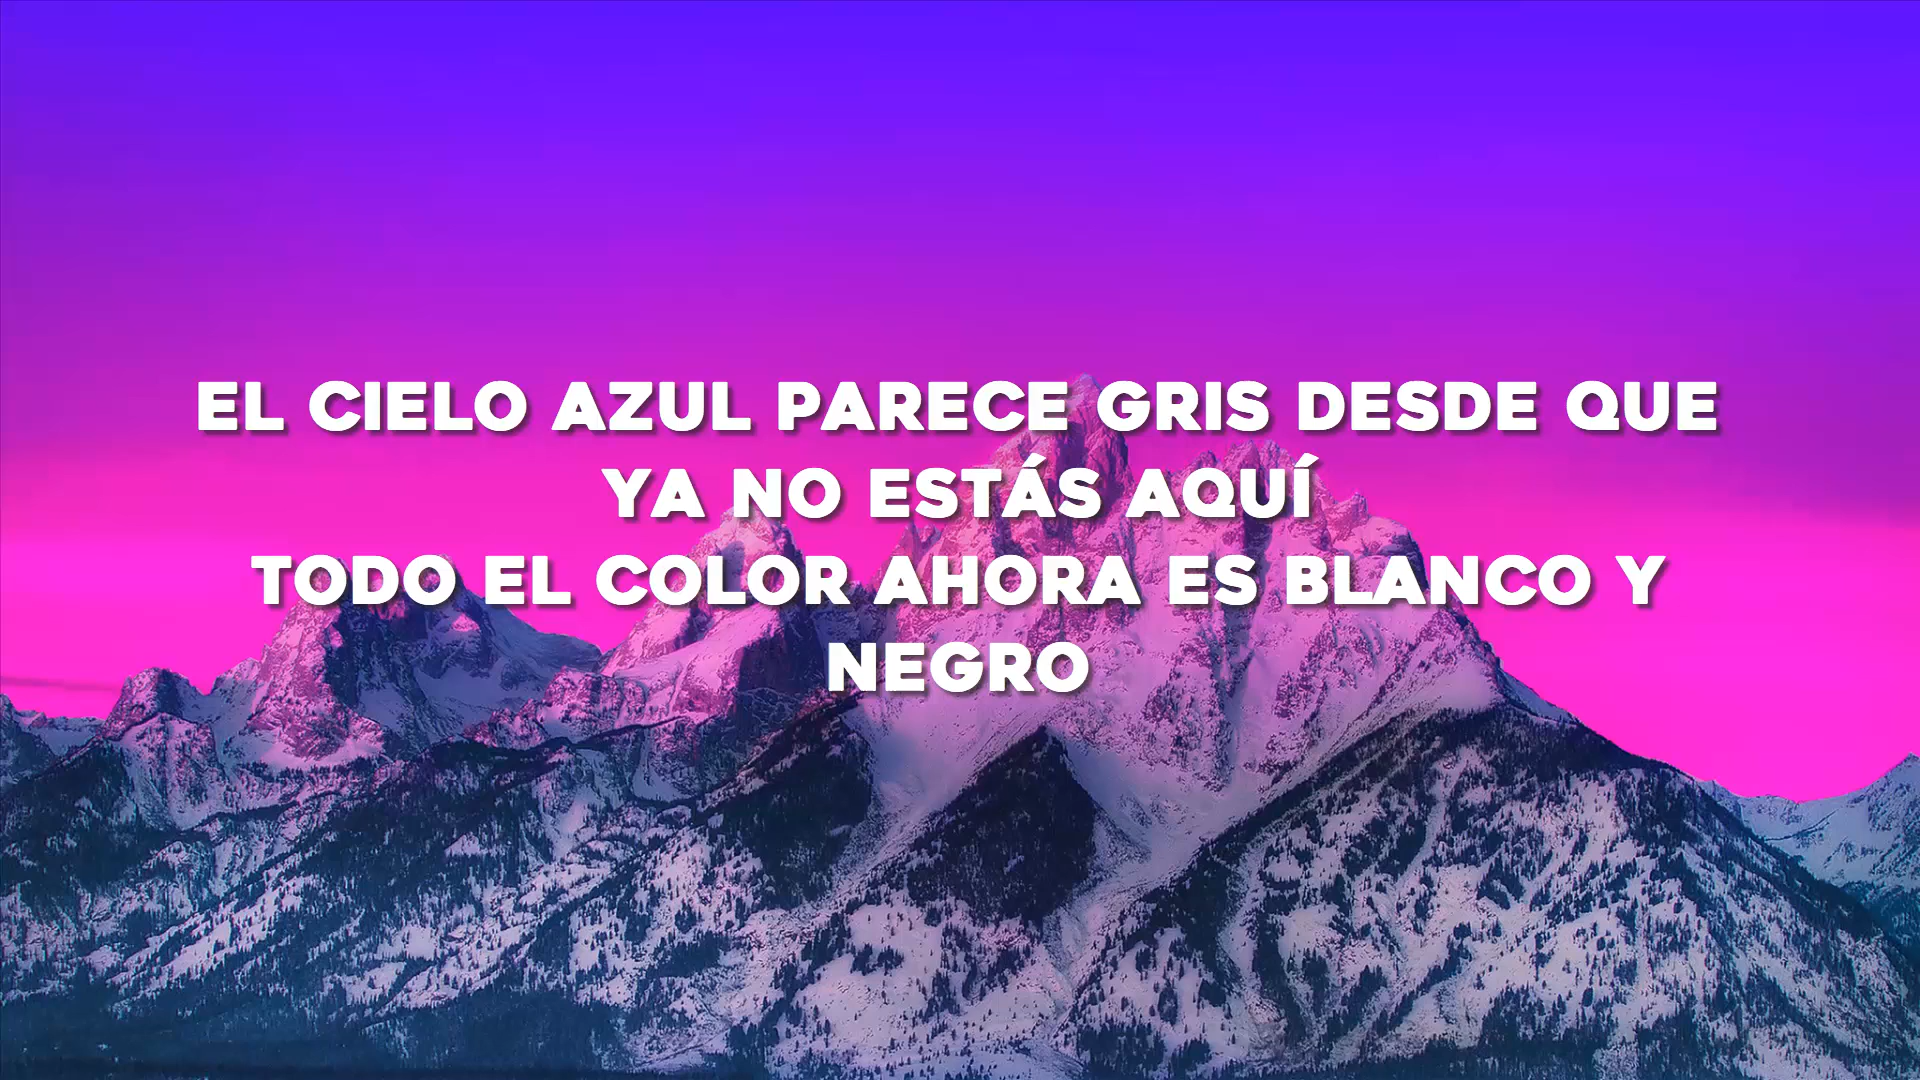 EL CIELO AZUL PARECE GRIS DESDE QUE
YA NO ESTÁS AQUÍ
TODO EL COLOR AHORA ES BLANCO Y
NEGRO